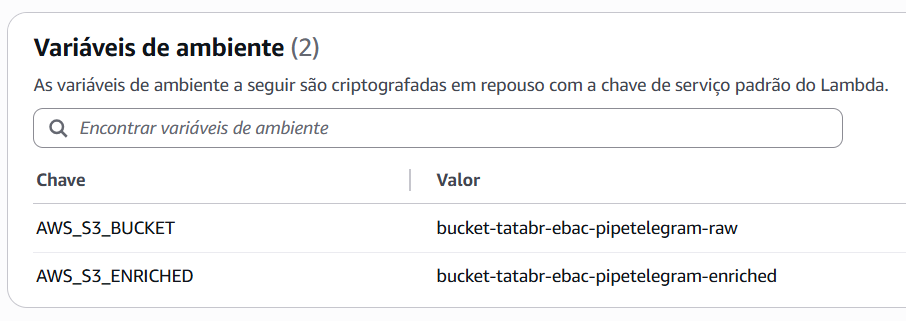 Variáveis de ambiente (2)
As variáveis de ambiente a seguir são criptografadas em repouso com a chave de serviço padrão do Lambda.
Encontrar variáveis de ambiente
Chave Valor
AWS_S3_BUCKET bucket-tatabr-ebac-pipetelegram-raw
AWS_S3_ENRICHED bucket-tatabr-ebac-pipetelegram-enriched